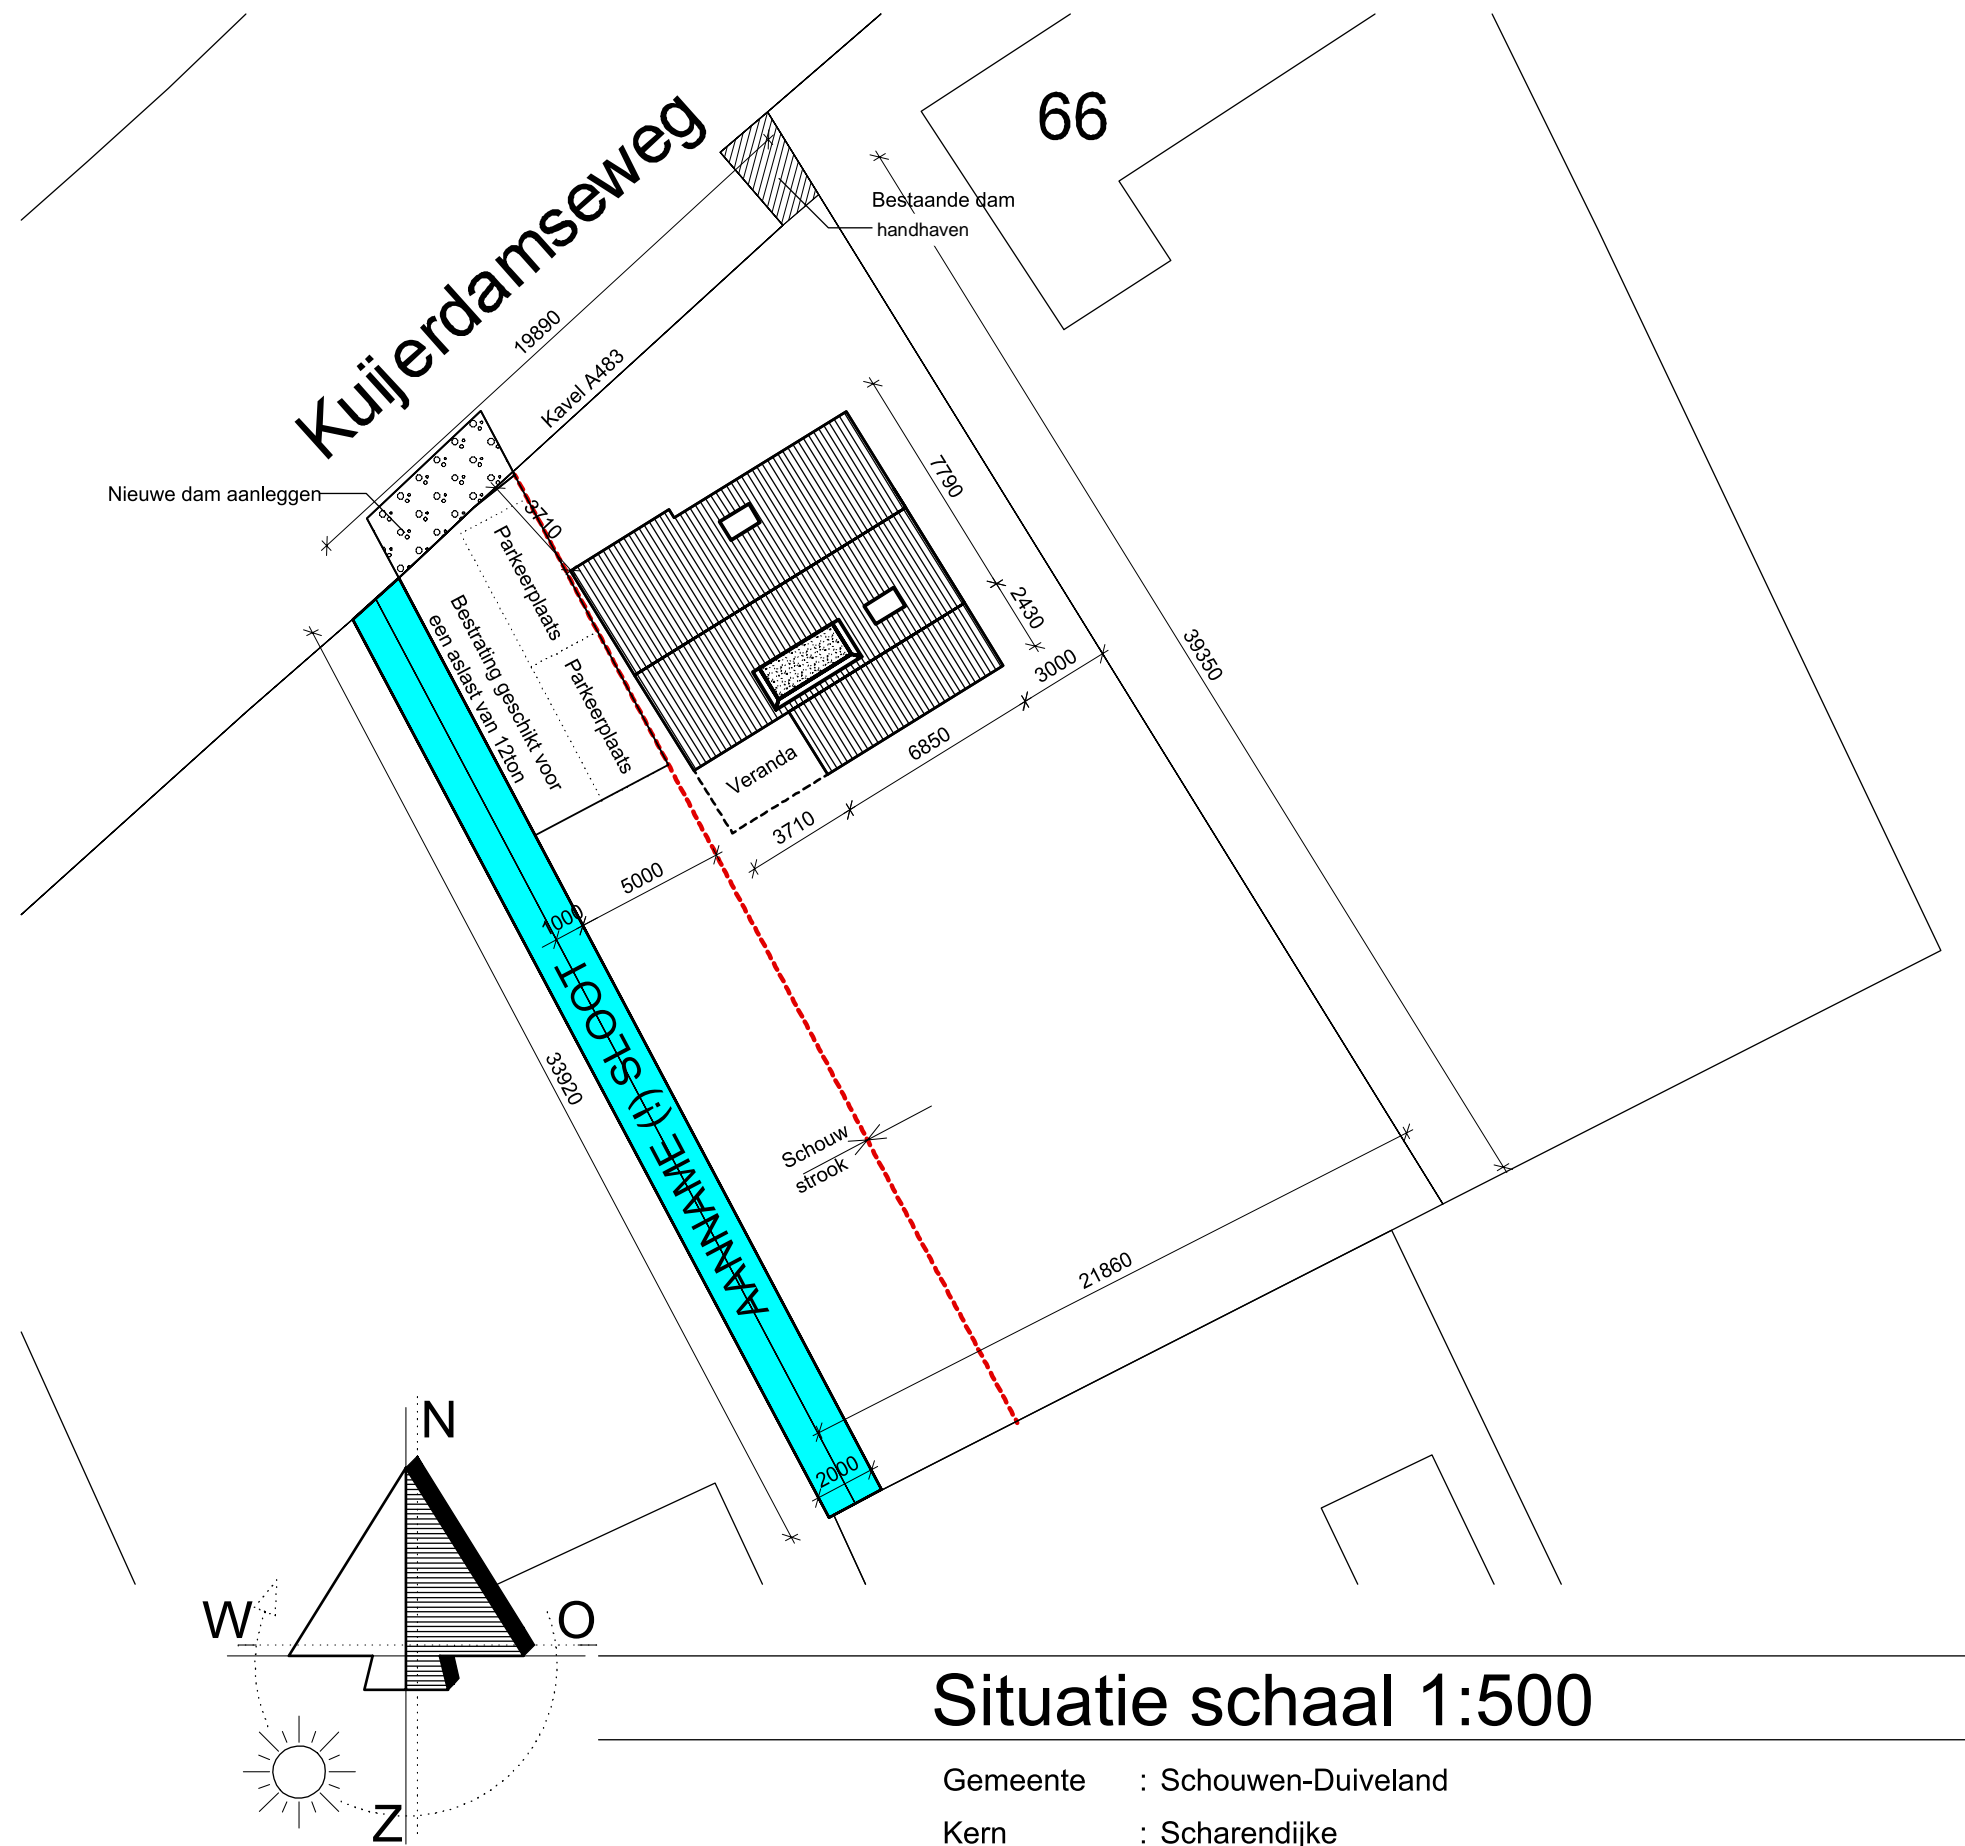 66
Kuijerdamseweg
Bestaande dam
handhaven
19890
Kavel A483
Nieuwe dam aanleggen
3710
7790
Parkeerplaats
Bestrating geschikt voor
een aslast van 12ton
Parkeerplaats
2430
3000
39350
6850
Veranda
3710
5000
1000
AANNAME (i) SLOOT
33920
Schouw
strook
21860
2000
N
W
O
Z
Situatie schaal 1:500
Gemeente : Schouwen-Duiveland
Kern : Scharendijke